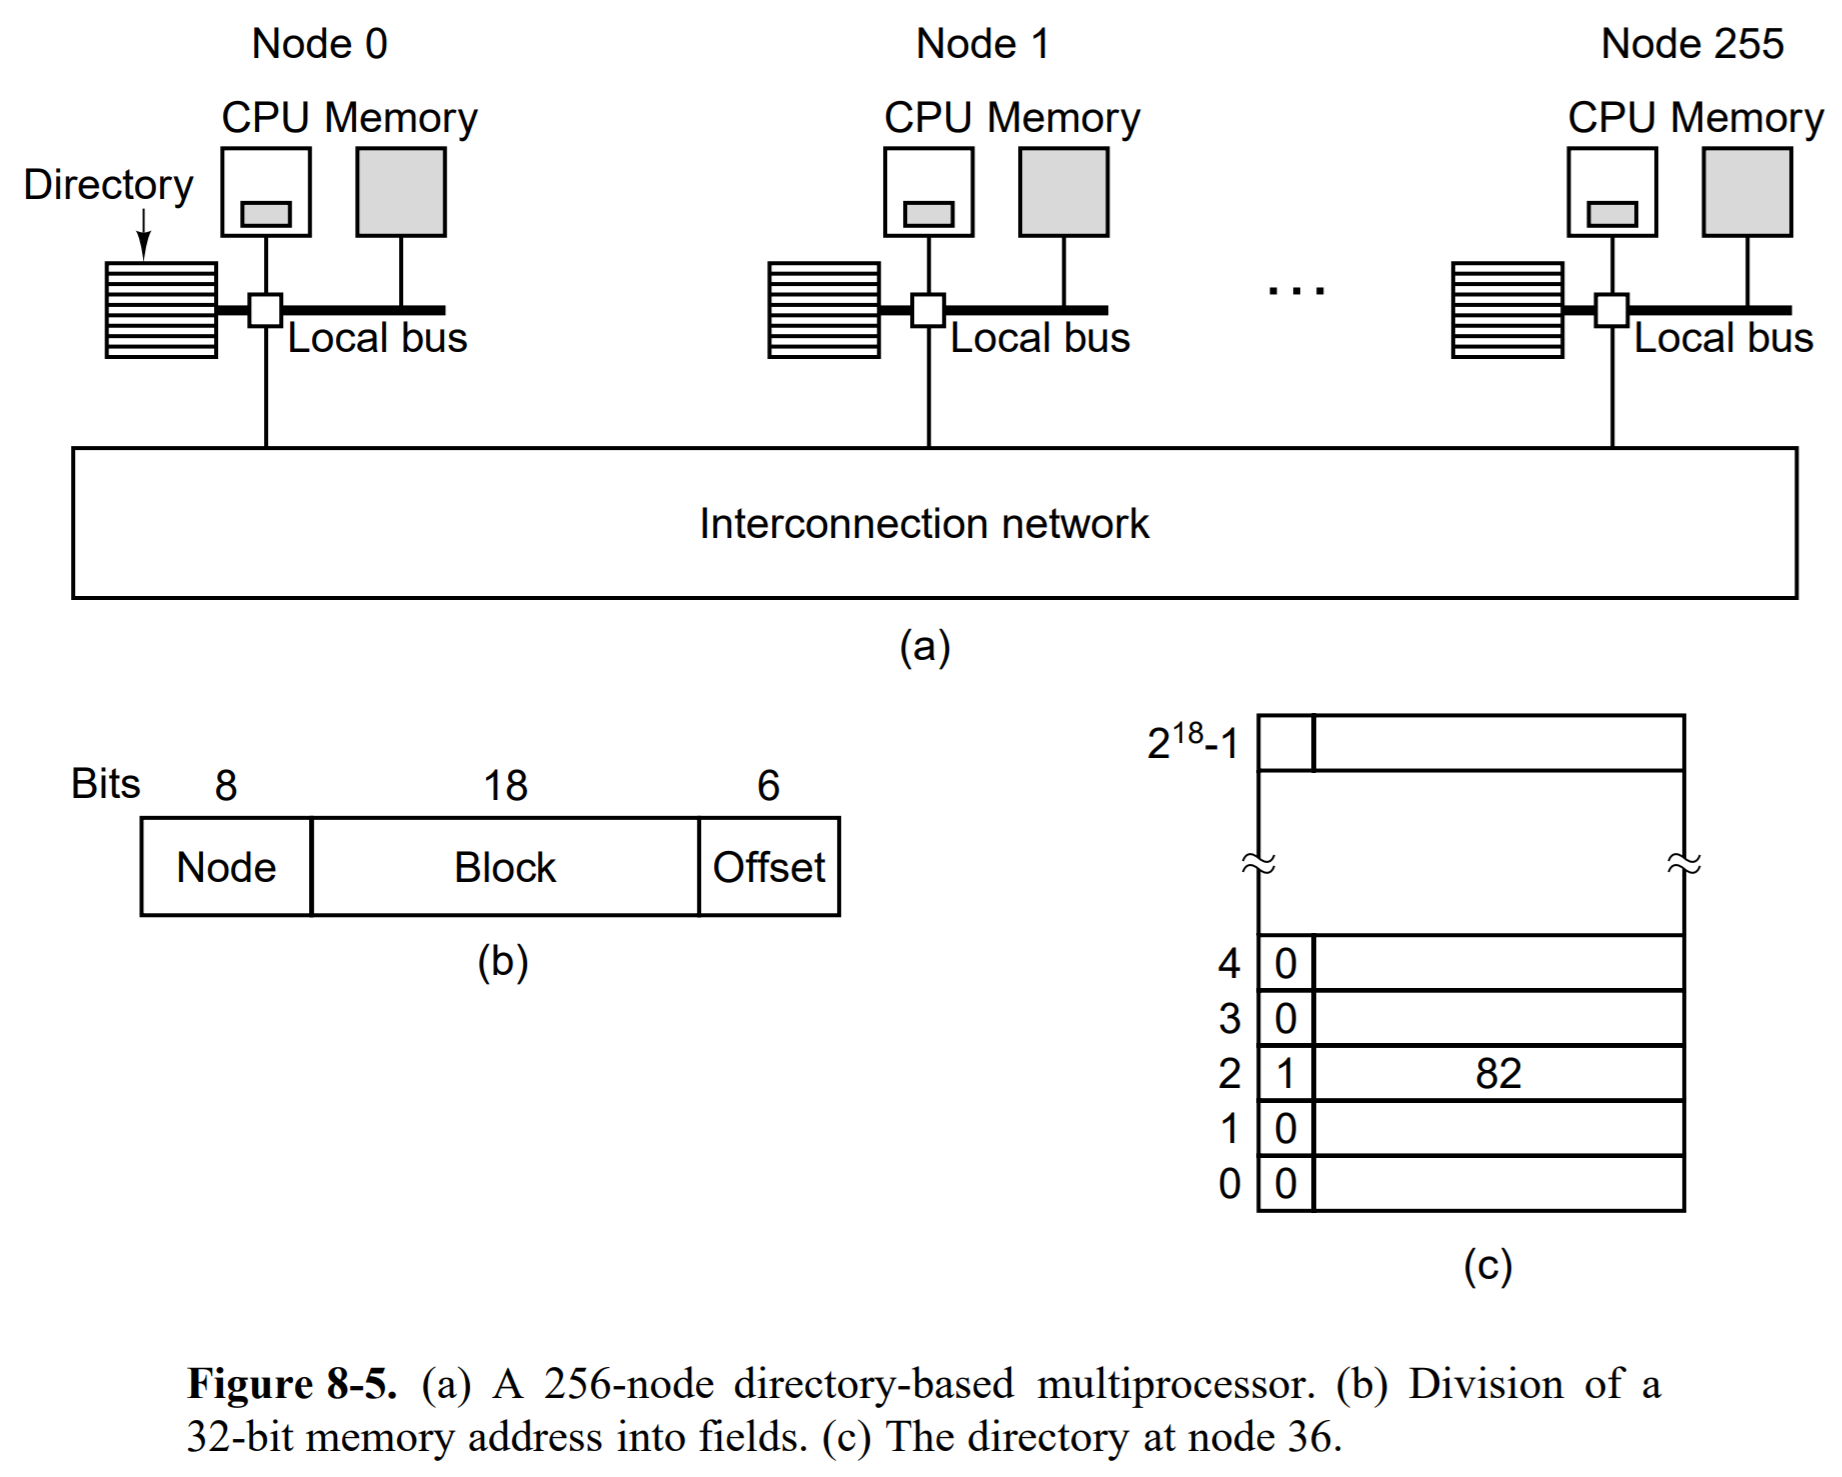 Node 0 Node 1 Node 255
CPU Memory CPU Memory CPU Memory
Directory
...
Local bus Local bus Local bus
Interconnection network
(a)
2^18-1
Bits 8 18 6
Node Block Offset
(b)
4 0
3 0
2 1 82
1 0
0 0
(c)
Figure 8-5. (a) A 256-node directory-based multiprocessor. (b) Division of a
32-bit memory address into fields. (c) The directory at node 36.